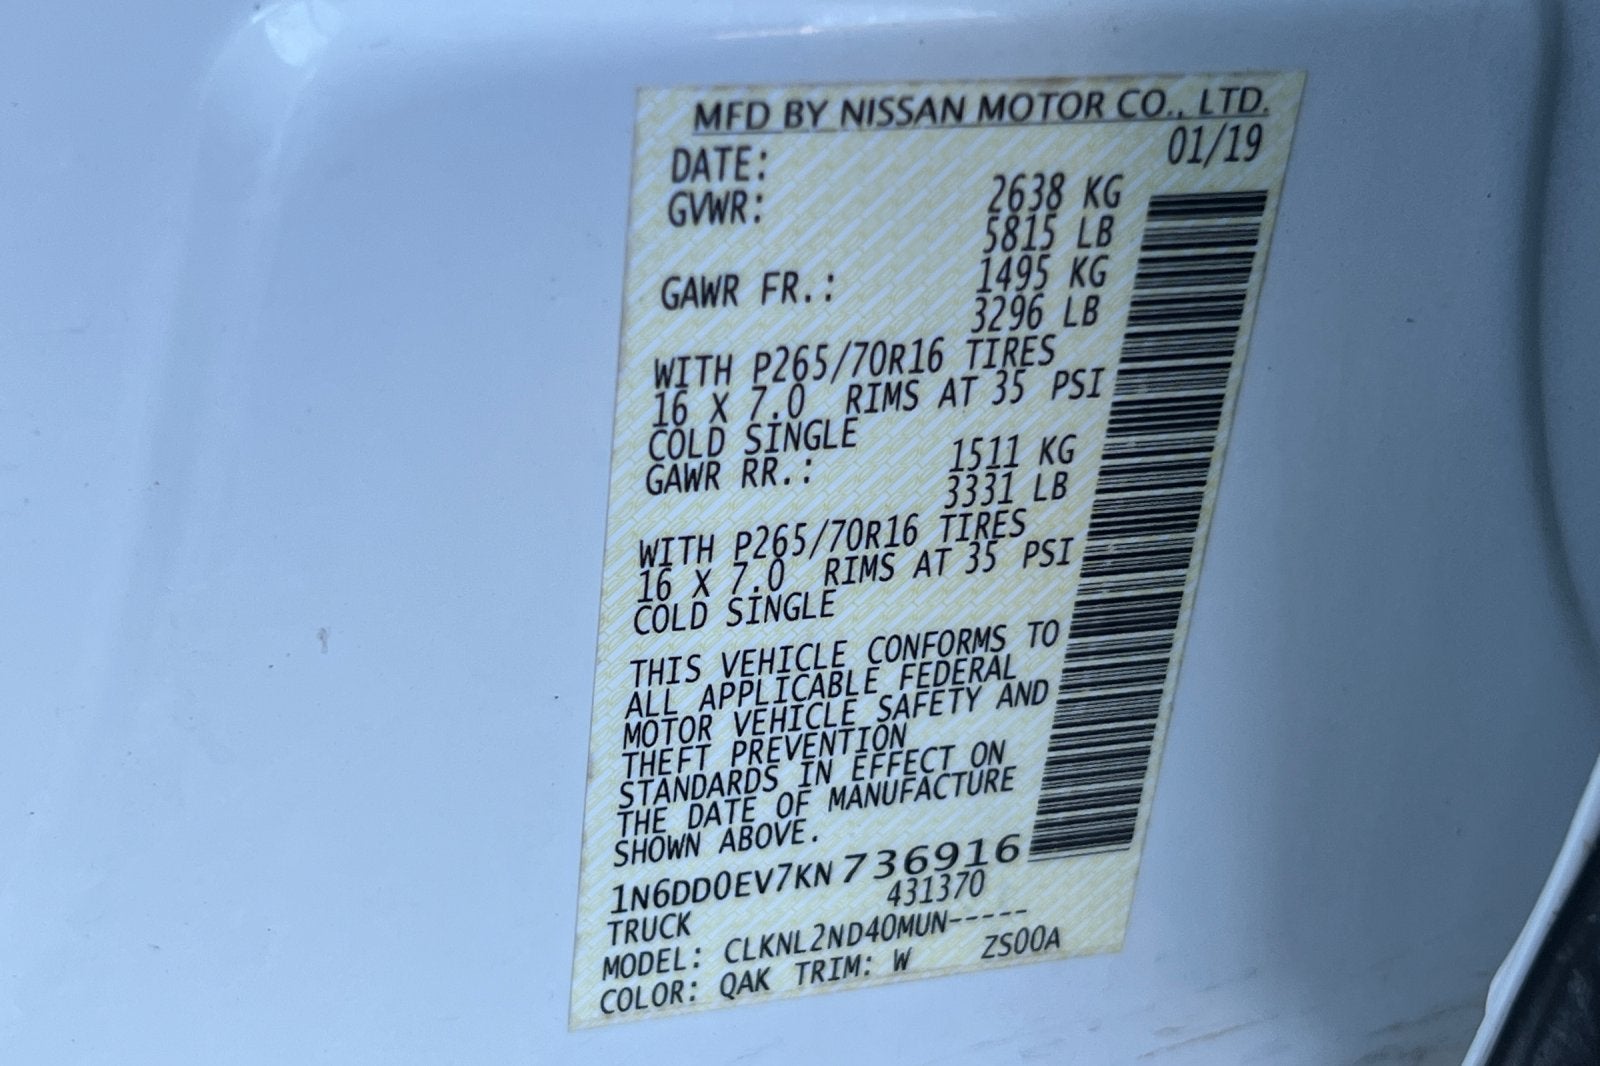 MFD BY NISSAN MOTOR CO., LTD.
DATE: 01/19
GVWR: 2638 KG
5815 LB
GAWR FR.: 1495 KG
3296 LB
WITH P265/70R16 TIRES
16 X 7.0 RIMS AT 35 PSI
COLD SINGLE
GAWR RR.: 1511 KG
3331 LB
WITH P265/70R16 TIRES
16 X 7.0 RIMS AT 35 PSI
COLD SINGLE
THIS VEHICLE CONFORMS TO
ALL APPLICABLE FEDERAL
MOTOR VEHICLE SAFETY AND
THEFT PREVENTION
STANDARDS IN EFFECT ON
THE DATE OF MANUFACTURE
SHOWN ABOVE.
1N6DD0EV7KN736916
TRUCK 431370
MODEL: CLKNL2ND40MUN-----
COLOR: QAK TRIM: W ZS00A